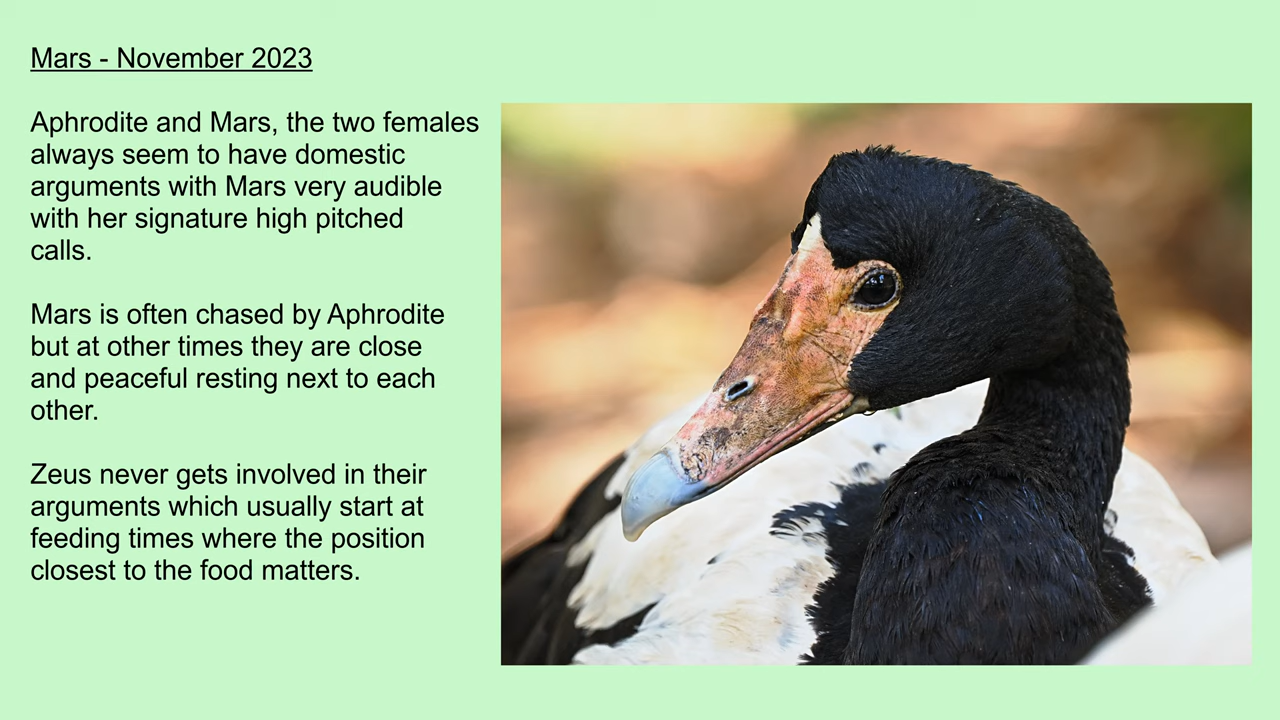 Mars - November 2023
Aphrodite and Mars, the two females
always seem to have domestic
arguments with Mars very audible
with her signature high pitched
calls.
Mars is often chased by Aphrodite
but at other times they are close
and peaceful resting next to each
other.
Zeus never gets involved in their
arguments which usually start at
feeding times where the position
closest to the food matters.